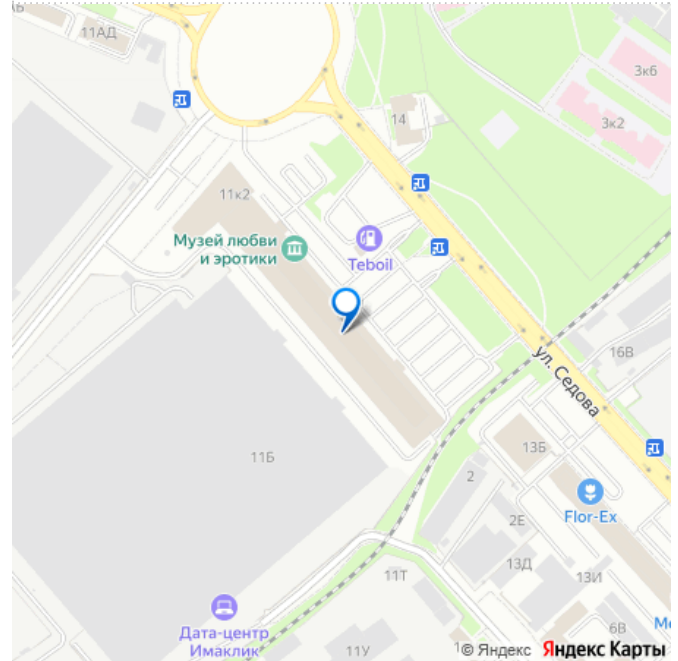 11АД
14
3к6
3к2
11к2
Музей любви
и эротики
Teboil
ул. Седова
16В
11Б
13Б
2
Flor-Ex
2Е
13Д
13И
11Т
Дата-центр
Имаклик
11У
6В
© Яндекс Яндекс Карты